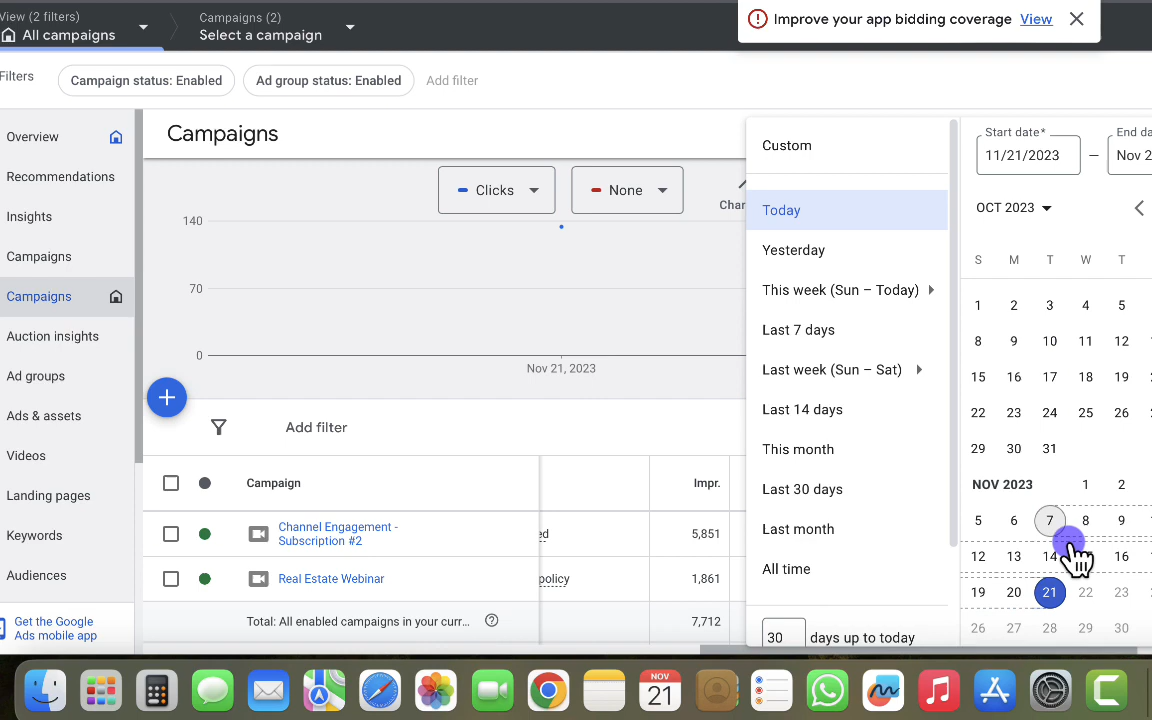 View (2 filters)
All campaigns
Campaigns (2)
Select a campaign
Improve your app bidding coverage View
Filters
Campaign status: Enabled
Ad group status: Enabled
Add filter
Overview
Recommendations
Insights
Campaigns
Campaigns
Auction insights
Ad groups
Ads & assets
Videos
Landing pages
Keywords
Audiences
Get the Google
Ads mobile app
Campaigns
Clicks
None
Char
140
70
0
Nov 21, 2023
Add filter
Campaign
Impr.
Channel Engagement -
Subscription #2
ed
5,851
Real Estate Webinar
policy
1,861
Total: All enabled campaigns in your curr...
7,712
Custom
Today
Yesterday
This week (Sun – Today)
Last 7 days
Last week (Sun – Sat)
Last 14 days
This month
Last 30 days
Last month
All time
30 days up to today
Start date*
11/21/2023
–
End da
Nov 2
OCT 2023
S M T W T
1 2 3 4 5
8 9 10 11 12
15 16 17 18 19
22 23 24 25 26
29 30 31
NOV 2023 1 2
5 6 7 8 9
12 13 14 16
19 20 21 22 23
26 27 28 29 30
NOV
21